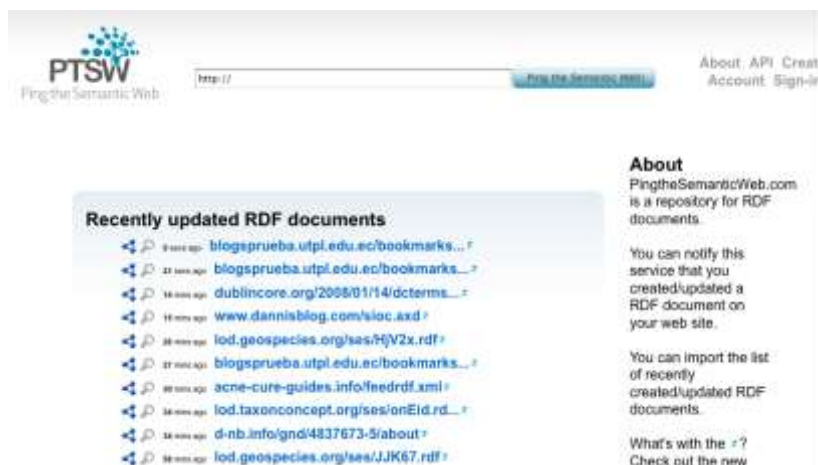 PTSW
Ping the Semantic Web
http://
Ping the Semantic Web!
About API Creat
Account Sign-in
Recently updated RDF documents
blogsprueba.utpl.edu.ec/bookmarks...
blogsprueba.utpl.edu.ec/bookmarks...
dublincore.org/2008/01/14/dcterms...
www.dannisblog.com/sioc.axd
lod.geospecies.org/ses/HjV2x.rdf
blogsprueba.utpl.edu.ec/bookmarks...
acne-cure-guides.info/feedrdf.xml
lod.taxonconcept.org/ses/onEid.rd...
d-nb.info/gnd/4837673-5/about
lod.geospecies.org/ses/JJK67.rdf
About
PingtheSemanticWeb.com
is a repository for RDF
documents.
You can notify this
service that you
created/updated a
RDF document on
your web site.
You can import the list
of recently
created/updated RDF
documents.
What's with the ?
Check out the new